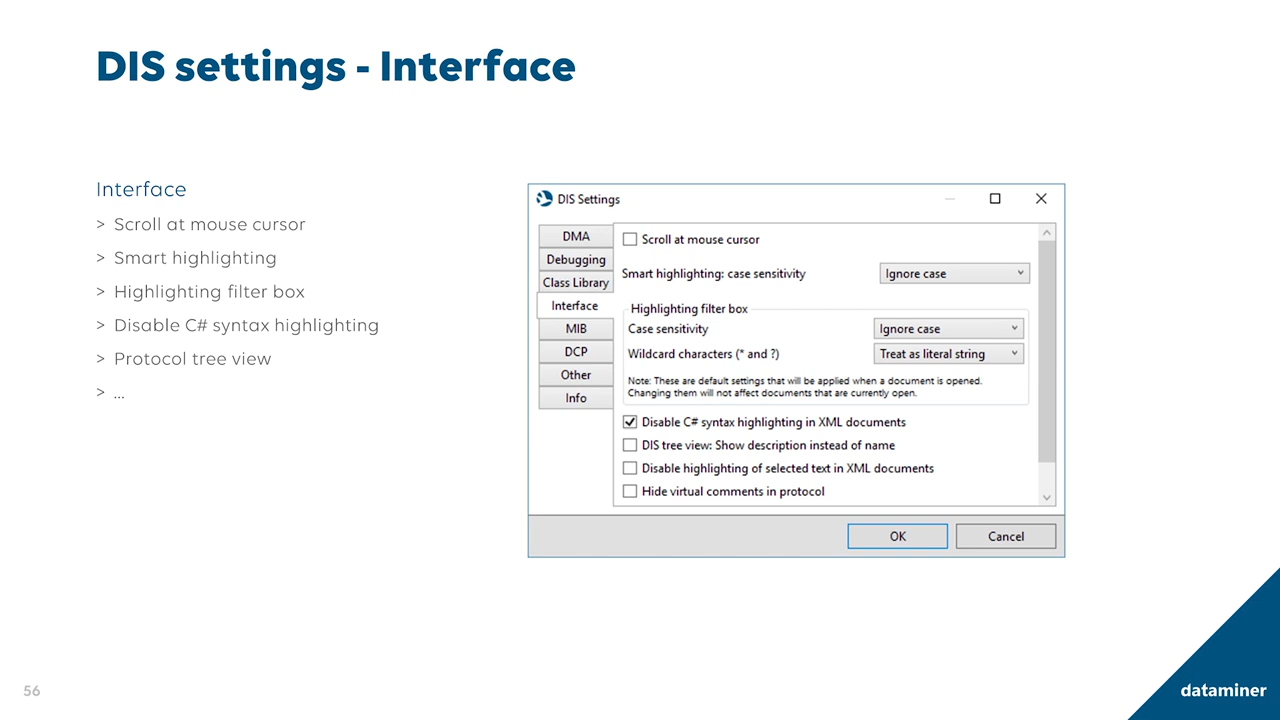 DIS settings - Interface
Interface
> Scroll at mouse cursor
> Smart highlighting
> Highlighting filter box
> Disable C# syntax highlighting
> Protocol tree view
> ...
DIS Settings
DMA
Debugging
Class Library
Interface
MIB
DCP
Other
Info
Scroll at mouse cursor
Smart highlighting: case sensitivity
Ignore case
Highlighting filter box
Case sensitivity
Ignore case
Wildcard characters (* and ?)
Treat as literal string
Note: These are default settings that will be applied when a document is opened.
Changing them will not affect documents that are currently open.
Disable C# syntax highlighting in XML documents
DIS tree view: Show description instead of name
Disable highlighting of selected text in XML documents
Hide virtual comments in protocol
OK
Cancel
56
dataminer